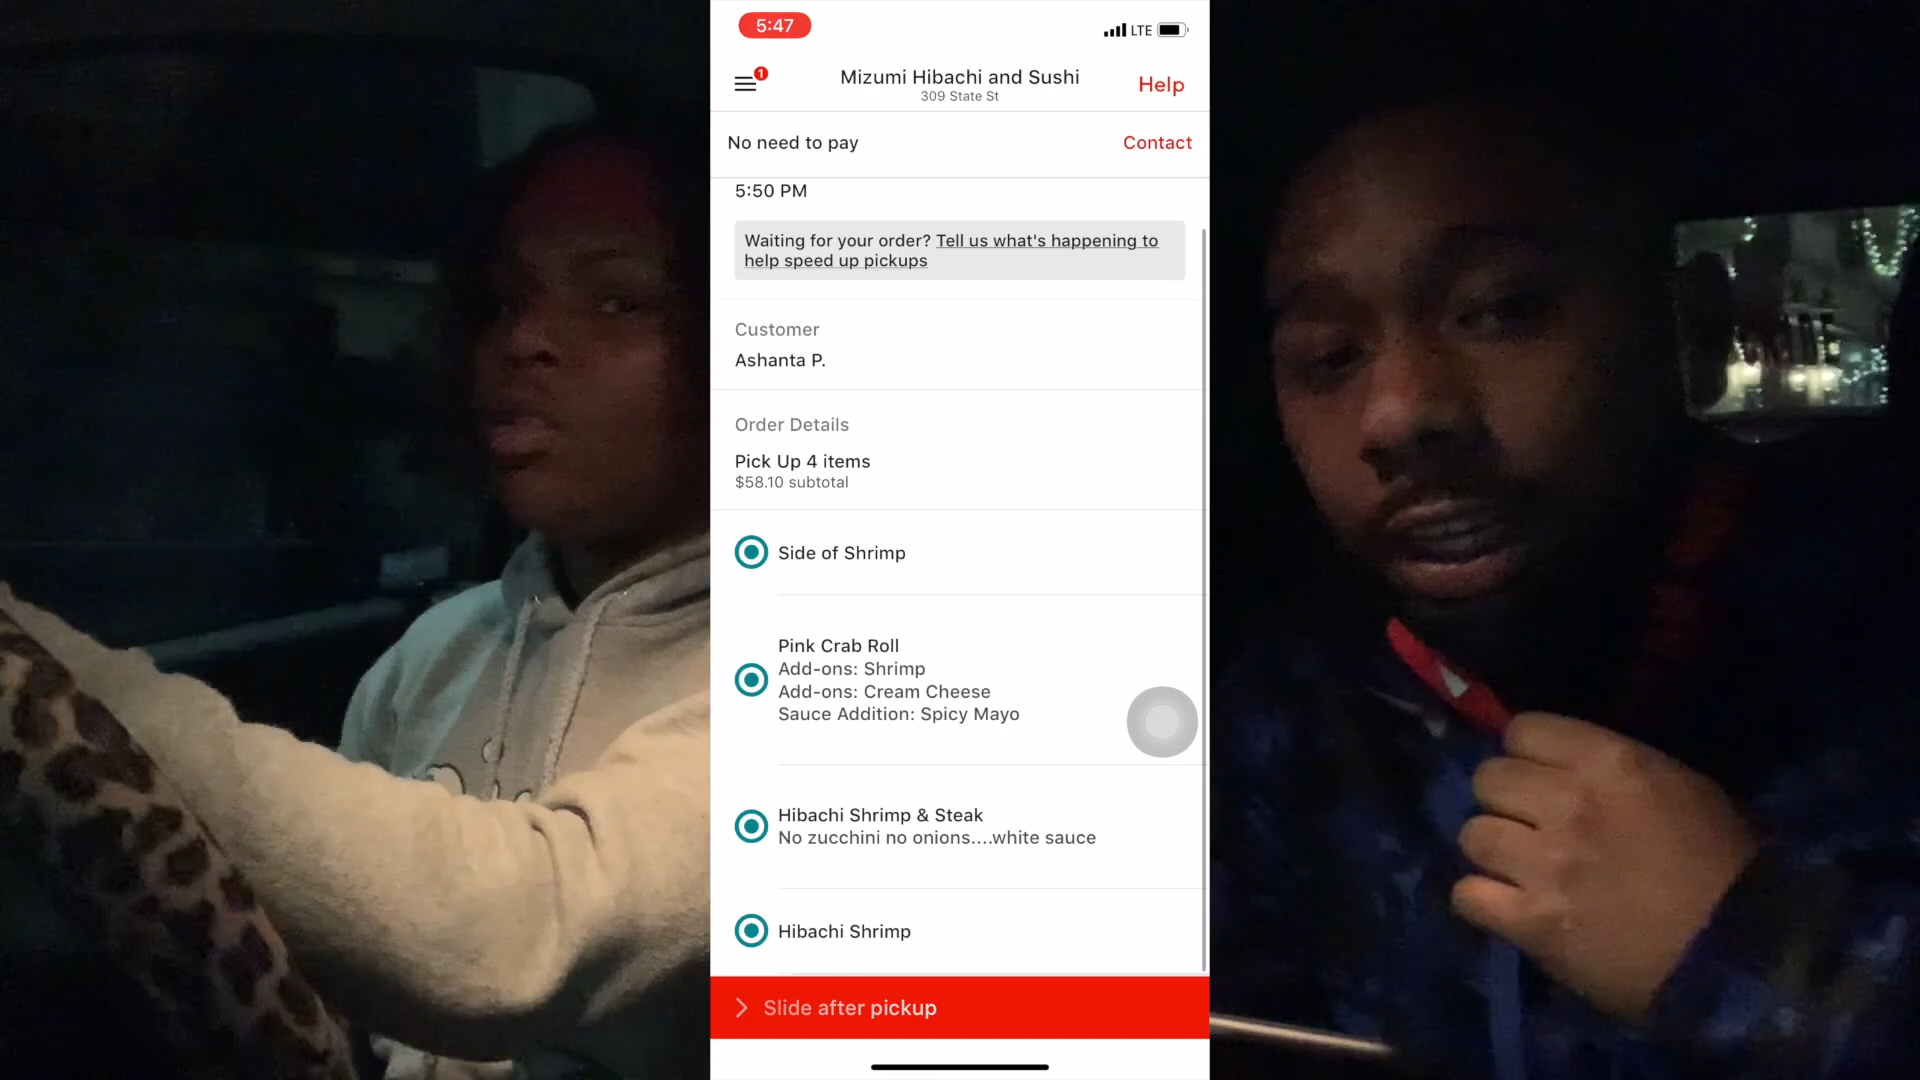 5:47
LTE
1
Mizumi Hibachi and Sushi
309 State St
Help
No need to pay
Contact
5:50 PM
Waiting for your order? Tell us what's happening to
help speed up pickups
Customer
Ashanta P.
Order Details
Pick Up 4 items
$58.10 subtotal
Side of Shrimp
Pink Crab Roll
Add-ons: Shrimp
Add-ons: Cream Cheese
Sauce Addition: Spicy Mayo
Hibachi Shrimp & Steak
No zucchini no onions....white sauce
Hibachi Shrimp
Slide after pickup